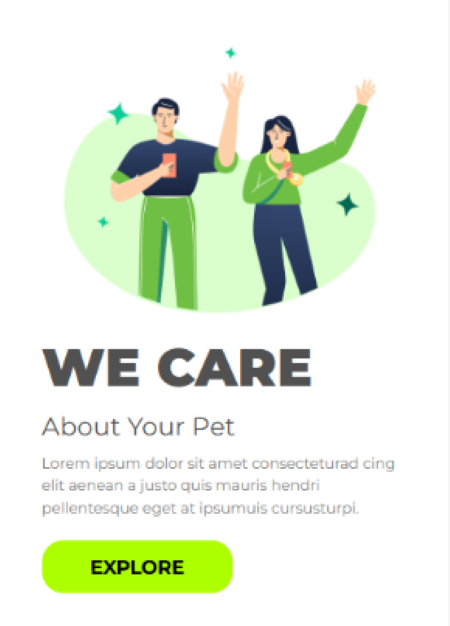 WE CARE
About Your Pet
Lorem ipsum dolor sit amet consecteturad cing
elit aenean a justo quis mauris hendri
pellentesque eget at ipsumuis cursusturpi.
EXPLORE